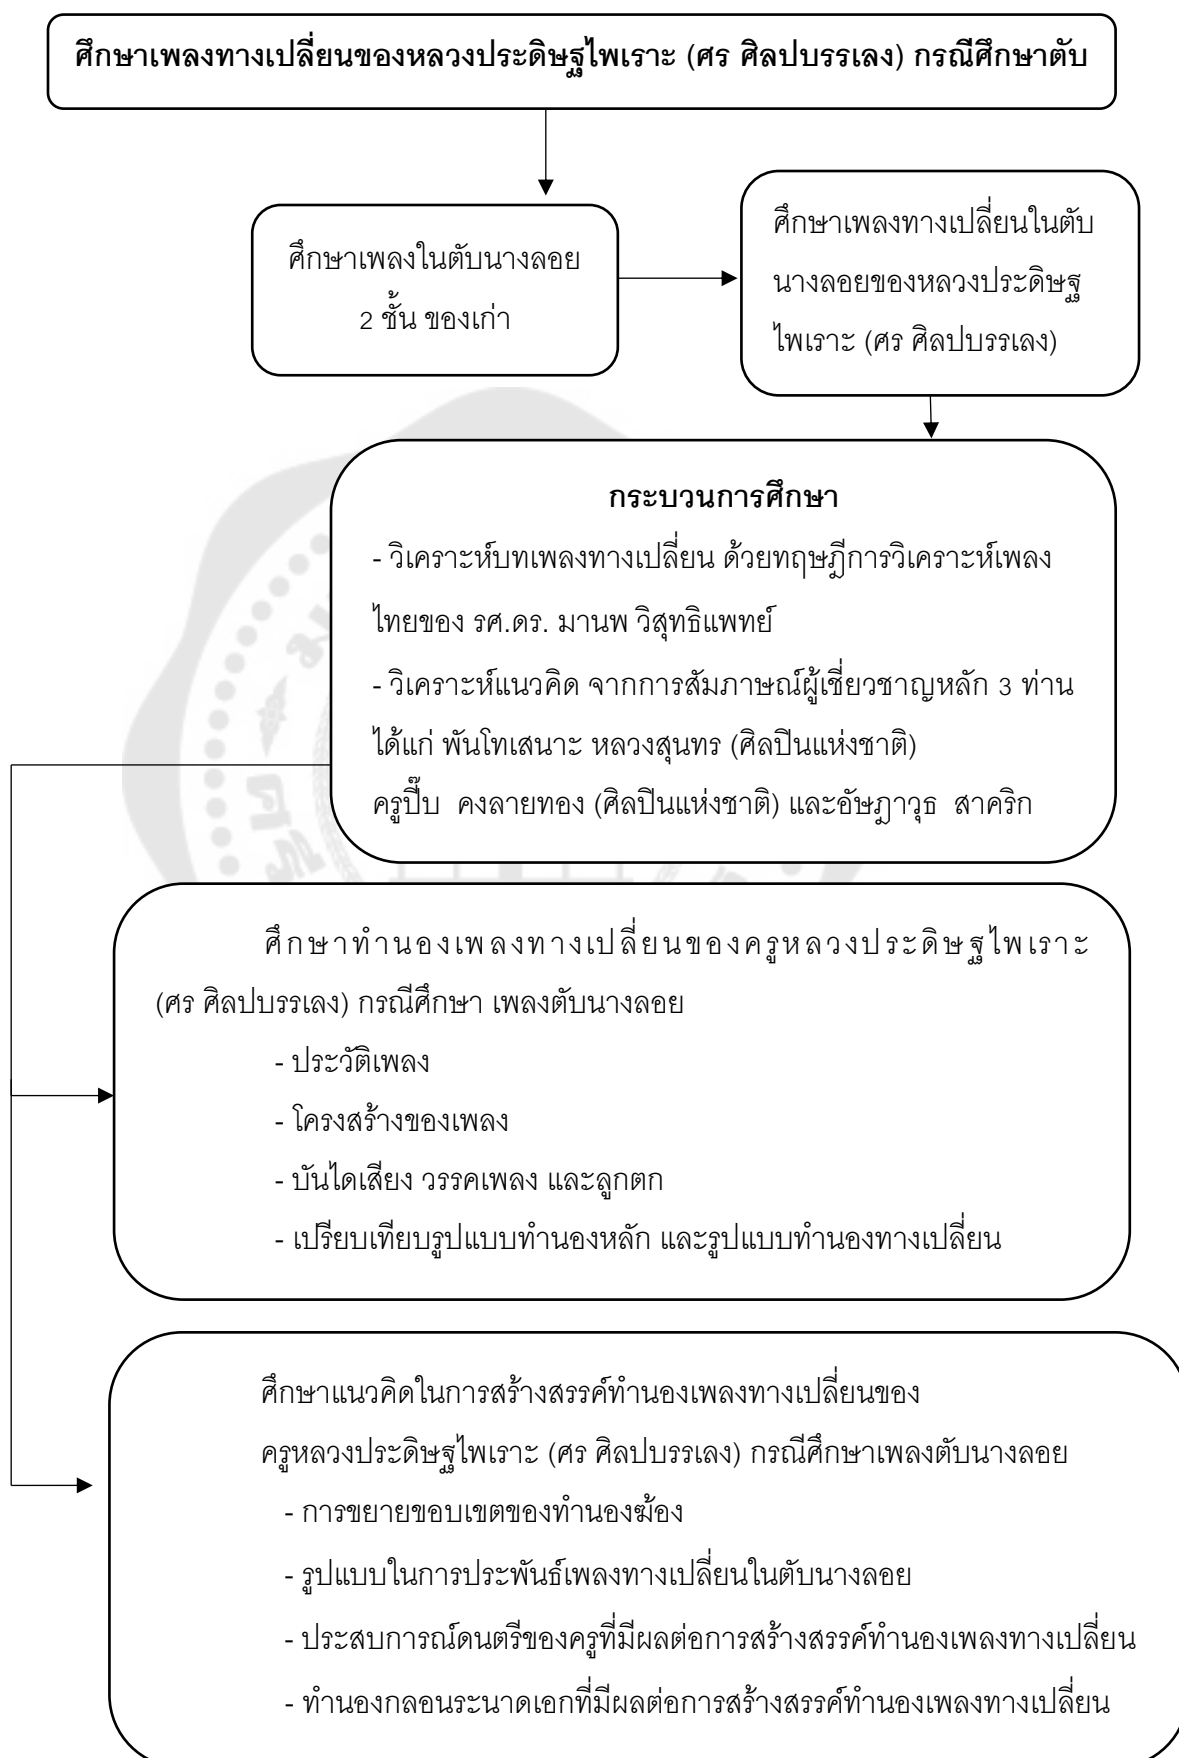 ศึกษาเพลงทางเปลี่ยนของหลวงประดิษฐไพเราะ (ศร ศิลปบรรเลง) กรณีศึกษาตับ
ศึกษาเพลงในตับนางลอย
2 ชั้น ของเก่า
ศึกษาเพลงทางเปลี่ยนในตับ
นางลอยของหลวงประดิษฐ
ไพเราะ (ศร ศิลปบรรเลง)
กระบวนการศึกษา
- วิเคราะห์บทเพลงทางเปลี่ยน ด้วยทฤษฎีการวิเคราะห์เพลง
ไทยของ รศ.ดร. มานพ วิสุทธิแพทย์
- วิเคราะห์แนวคิด จากการสัมภาษณ์ผู้เชี่ยวชาญหลัก 3 ท่าน
ได้แก่ พันโทเสนาะ หลวงสุนทร (ศิลปินแห่งชาติ)
ครูปี๊บ คงลายทอง (ศิลปินแห่งชาติ) และอัษฎาวุธ สาคริก
ศึกษาทำนองเพลงทางเปลี่ยนของครูหลวงประดิษฐไพเราะ
(ศร ศิลปบรรเลง) กรณีศึกษา เพลงตับนางลอย
- ประวัติเพลง
- โครงสร้างของเพลง
- บันไดเสียง วรรคเพลง และลูกตก
- เปรียบเทียบรูปแบบทำนองหลัก และรูปแบบทำนองทางเปลี่ยน
ศึกษาแนวคิดในการสร้างสรรค์ทำนองเพลงทางเปลี่ยนของ
ครูหลวงประดิษฐไพเราะ (ศร ศิลปบรรเลง) กรณีศึกษาเพลงตับนางลอย
- การขยายขอบเขตของทำนองฆ้อง
- รูปแบบในการประพันธ์เพลงทางเปลี่ยนในตับนางลอย
- ประสบการณ์ดนตรีของครูที่มีผลต่อการสร้างสรรค์ทำนองเพลงทางเปลี่ยน
- ทำนองกลอนระนาดเอกที่มีผลต่อการสร้างสรรค์ทำนองเพลงทางเปลี่ยน